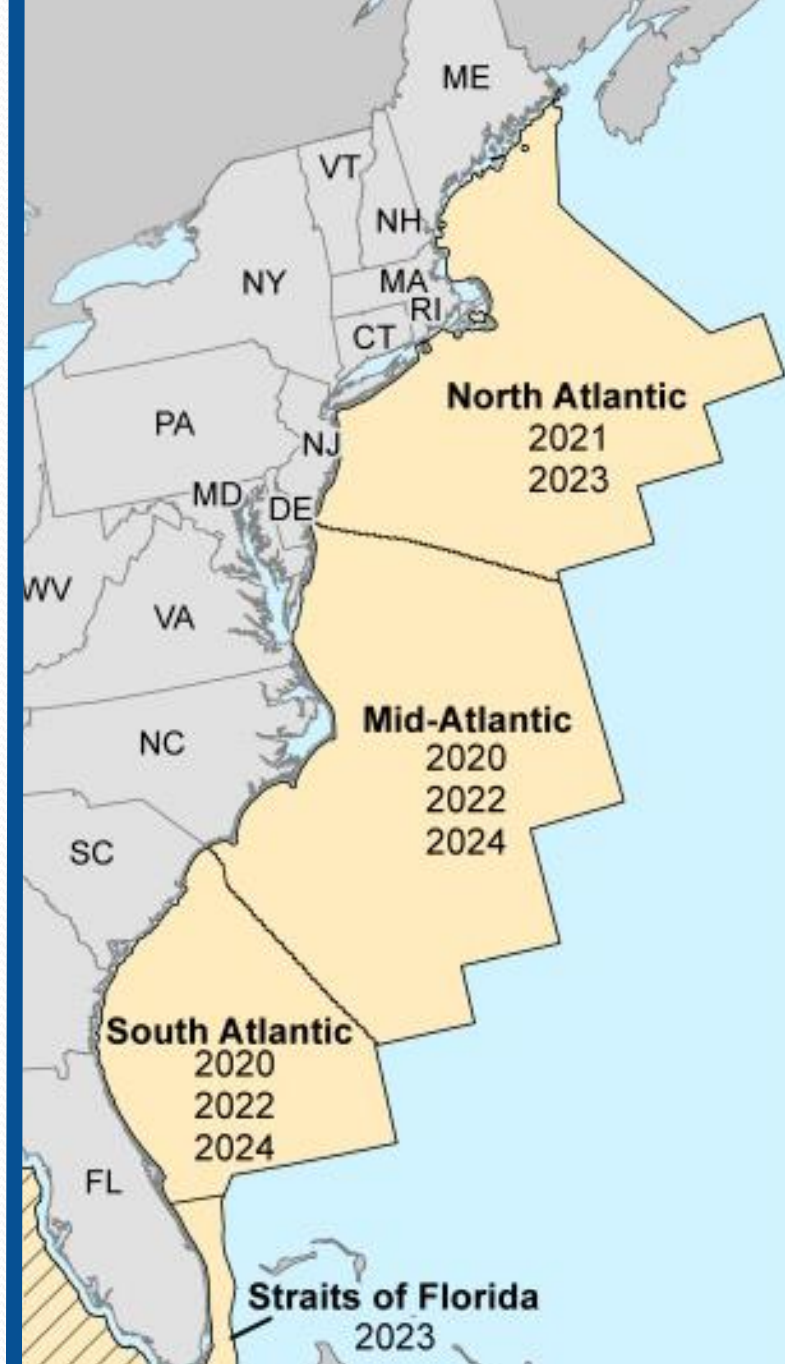 ME
VT
NH
NY
MA
RI
CT
North Atlantic
2021
2023
PA
NJ
MD
DE
WV
VA
Mid-Atlantic
2020
2022
2024
NC
SC
South Atlantic
2020
2022
2024
FL
Straits of Florida
2023